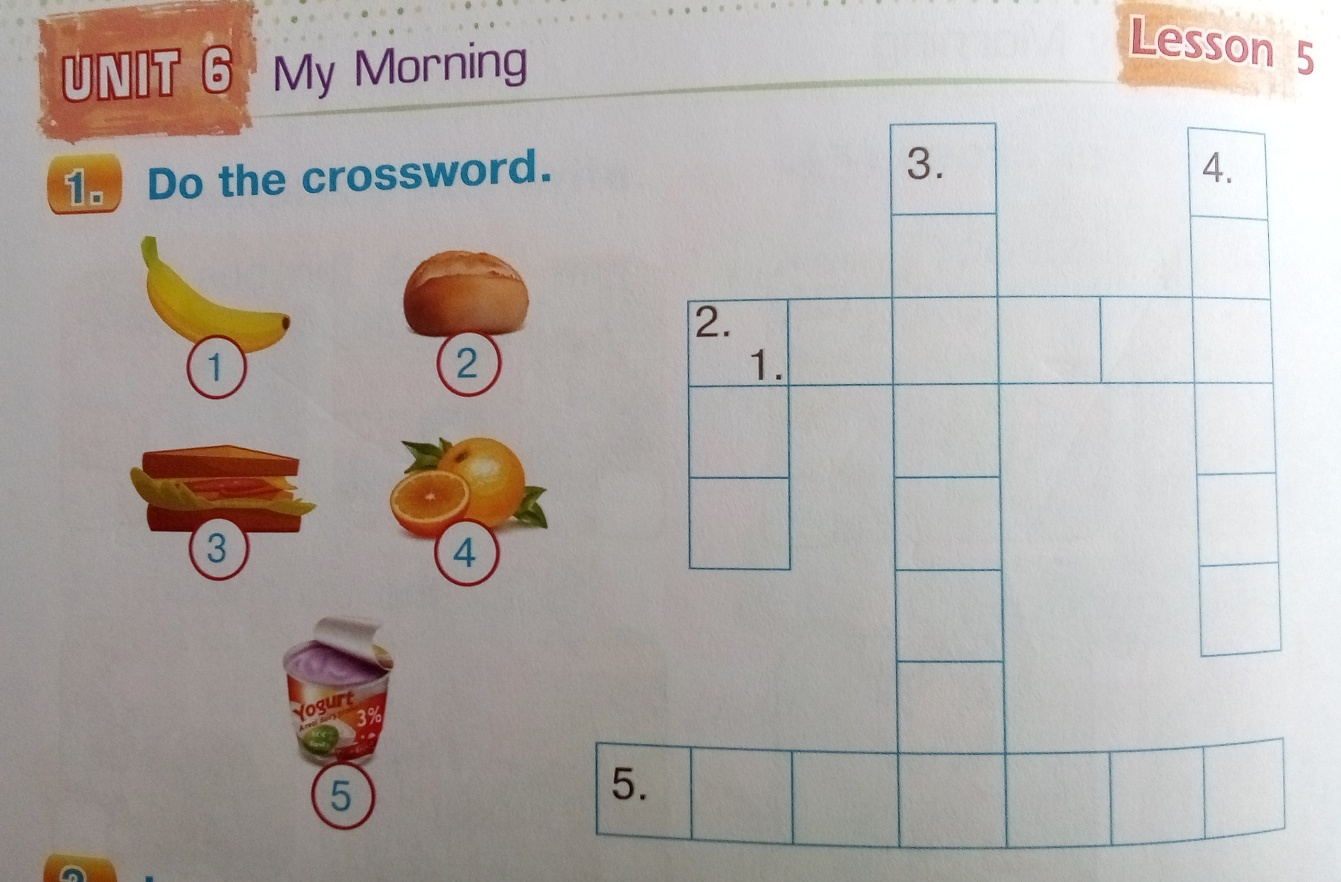 UNIT 6 My Morning
Lesson 5
1. Do the crossword.
3.
4.
2.
1.
1
2
3
4
Yogurt
3%
5
5.